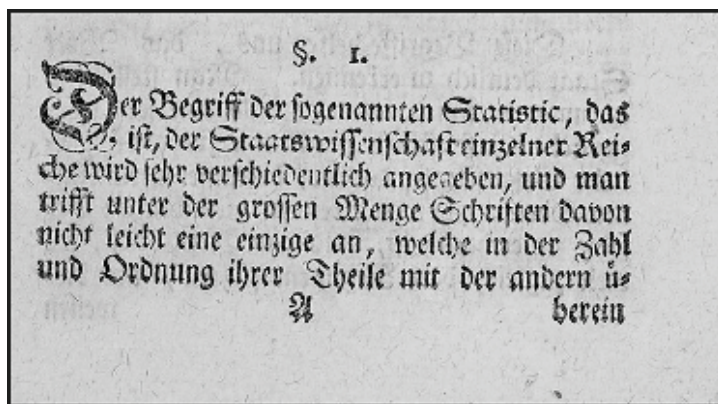 §. 1.
Der Begriff der sogenannten Statistic, das
ist, der Staatswissenschaft einzelner Rei⸗
che wird sehr verschiedentlich angegeben, und man
trifft unter der grossen Menge Schriften davon
nicht leicht eine einzige an, welche in der Zahl
und Ordnung ihrer Theile mit der andern ü⸗
A berein